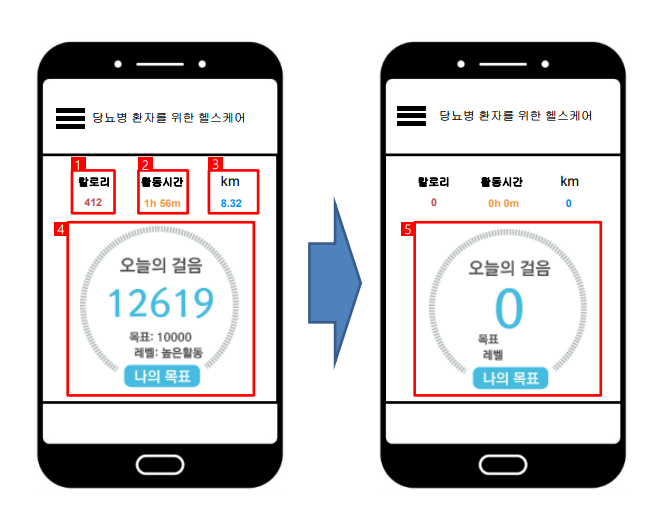 당뇨병 환자를 위한 헬스케어
1 2 3
칼로리 활동시간 km
412 1h 56m 8.32
4
오늘의 걸음
12619
목표: 10000
레벨: 높은활동
나의 목표
당뇨병 환자를 위한 헬스케어
칼로리 활동시간 km
0 0h 0m 0
5
오늘의 걸음
0
목표
레벨
나의 목표